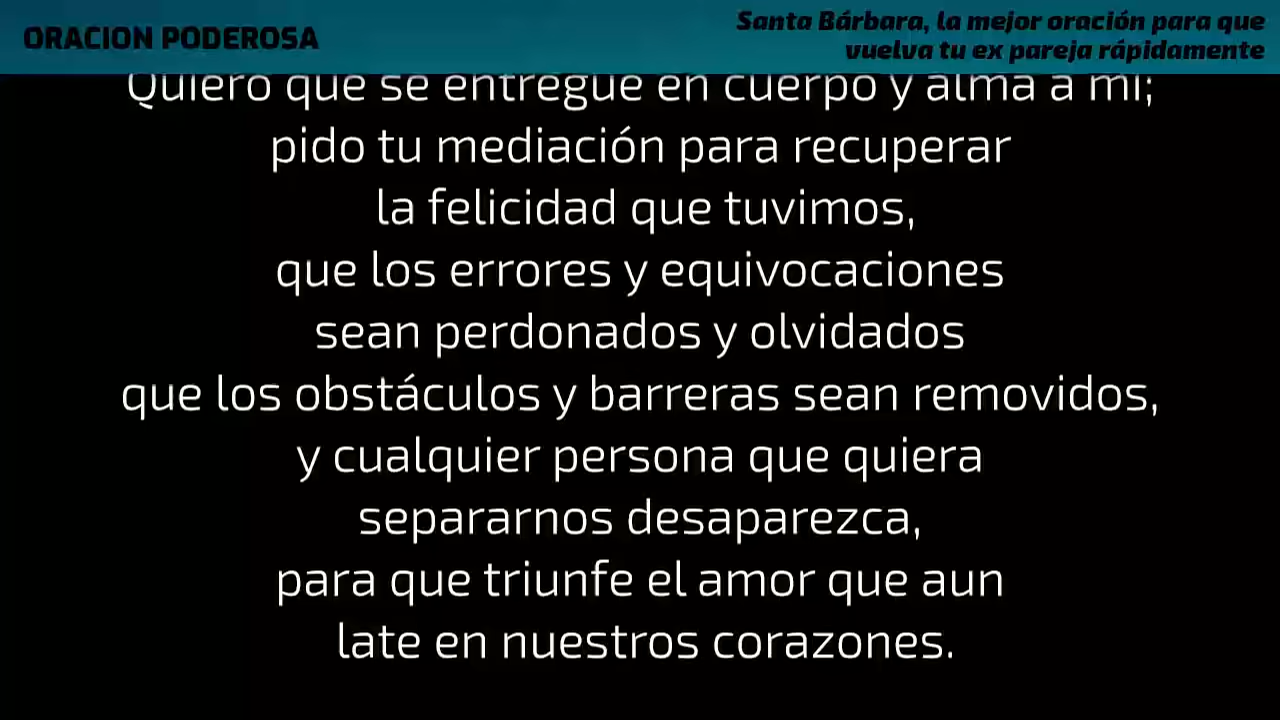 ORACION PODEROSA
Santa Bárbara, la mejor oración para que
vuelva tu ex pareja rápidamente
Quiero que se entregue en cuerpo y alma a mi;
pido tu mediación para recuperar
la felicidad que tuvimos,
que los errores y equivocaciones
sean perdonados y olvidados
que los obstáculos y barreras sean removidos,
y cualquier persona que quiera
separarnos desaparezca,
para que triunfe el amor que aun
late en nuestros corazones.